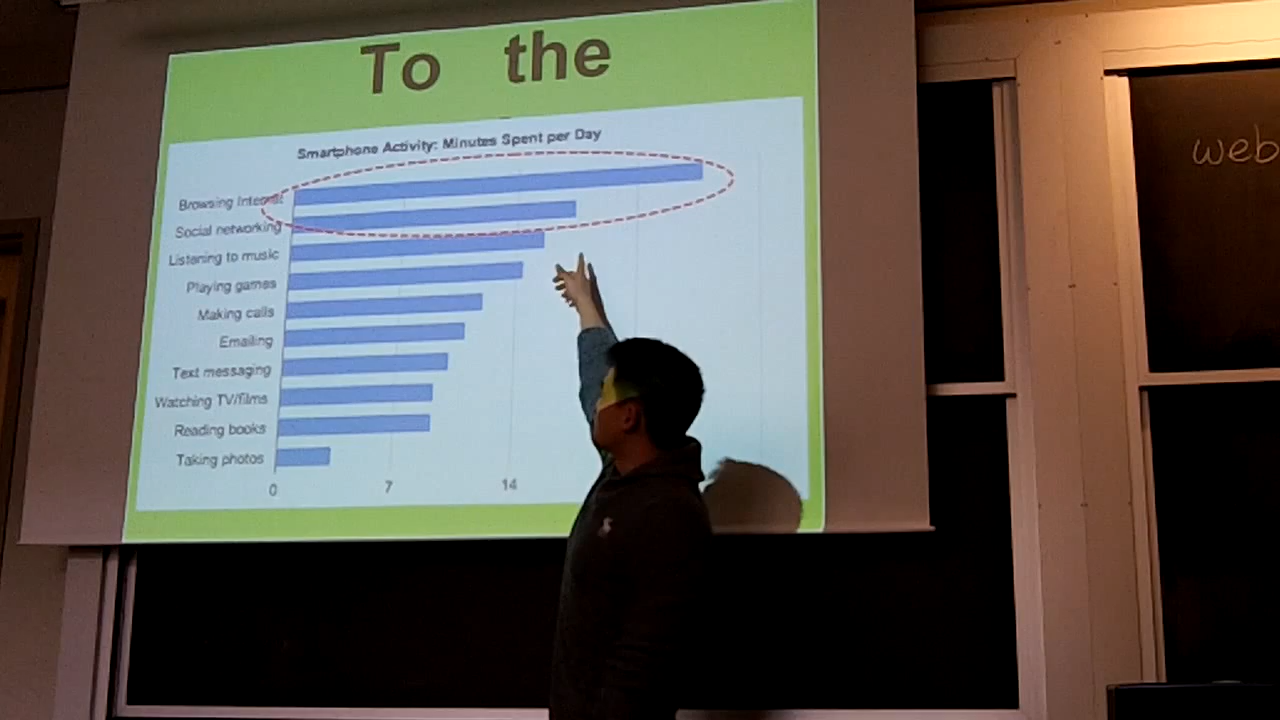 To the
Smartphone Activity: Minutes Spent per Day
Browsing Internet
Social networking
Listening to music
Playing games
Making calls
Emailing
Text messaging
Watching TV/films
Reading books
Taking photos
0 7 14
web